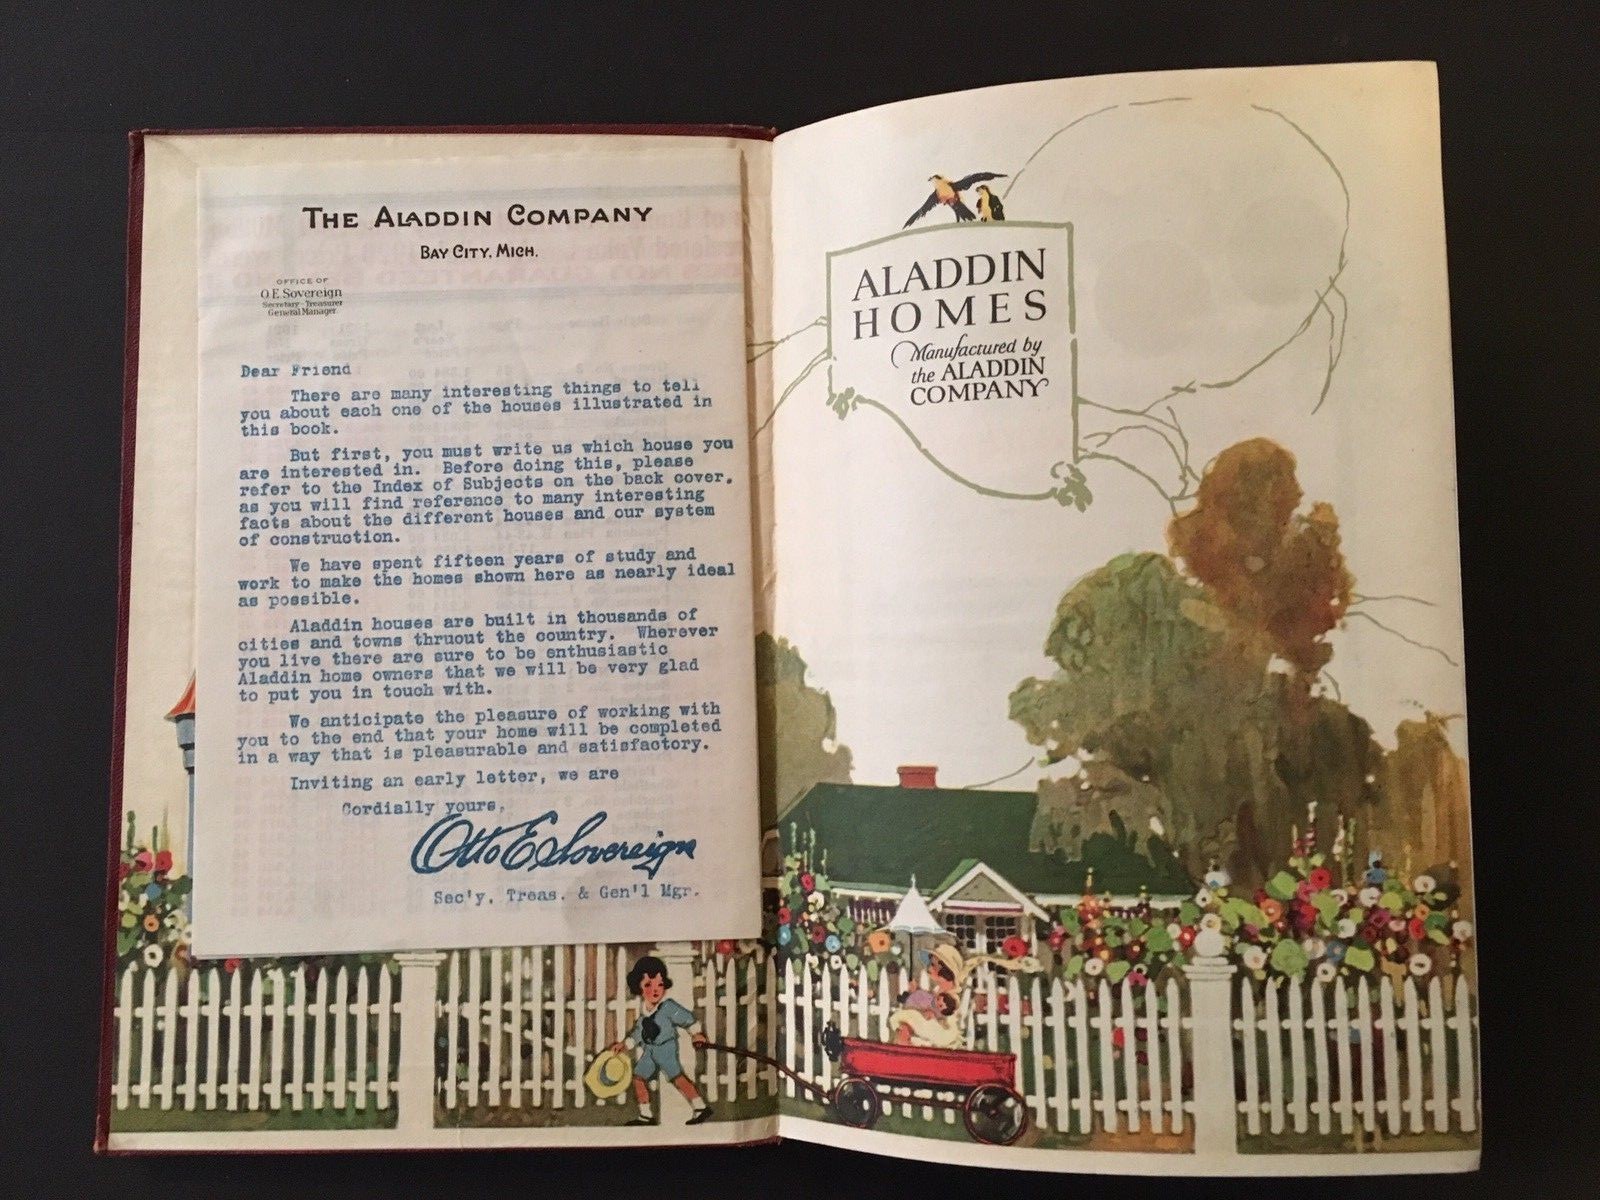 THE ALADDIN COMPANY
BAY CITY, MICH.
OFFICE OF
O.E. Sovereign
Secretary-Treasurer
General Manager
Dear Friend
There are many interesting things to tell
you about each one of the houses illustrated in
this book.
But first, you must write us which house you
are interested in. Before doing this, please
refer to the Index of Subjects on the back cover,
as you will find reference to many interesting
facts about the different houses and our system
of construction.
We have spent fifteen years of study and
work to make the homes shown here as nearly ideal
as possible.
Aladdin houses are built in thousands of
cities and towns thruout the country. Wherever
you live there are sure to be enthusiastic
Aladdin home owners that we will be very glad
to put you in touch with.
We anticipate the pleasure of working with
you to the end that your home will be completed
in a way that is pleasurable and satisfactory.
Inviting an early letter, we are
Cordially yours,
Otto E Sovereign
Sec'y, Treas. & Gen'l Mgr.
ALADDIN
HOMES
Manufactured by
the ALADDIN
COMPANY